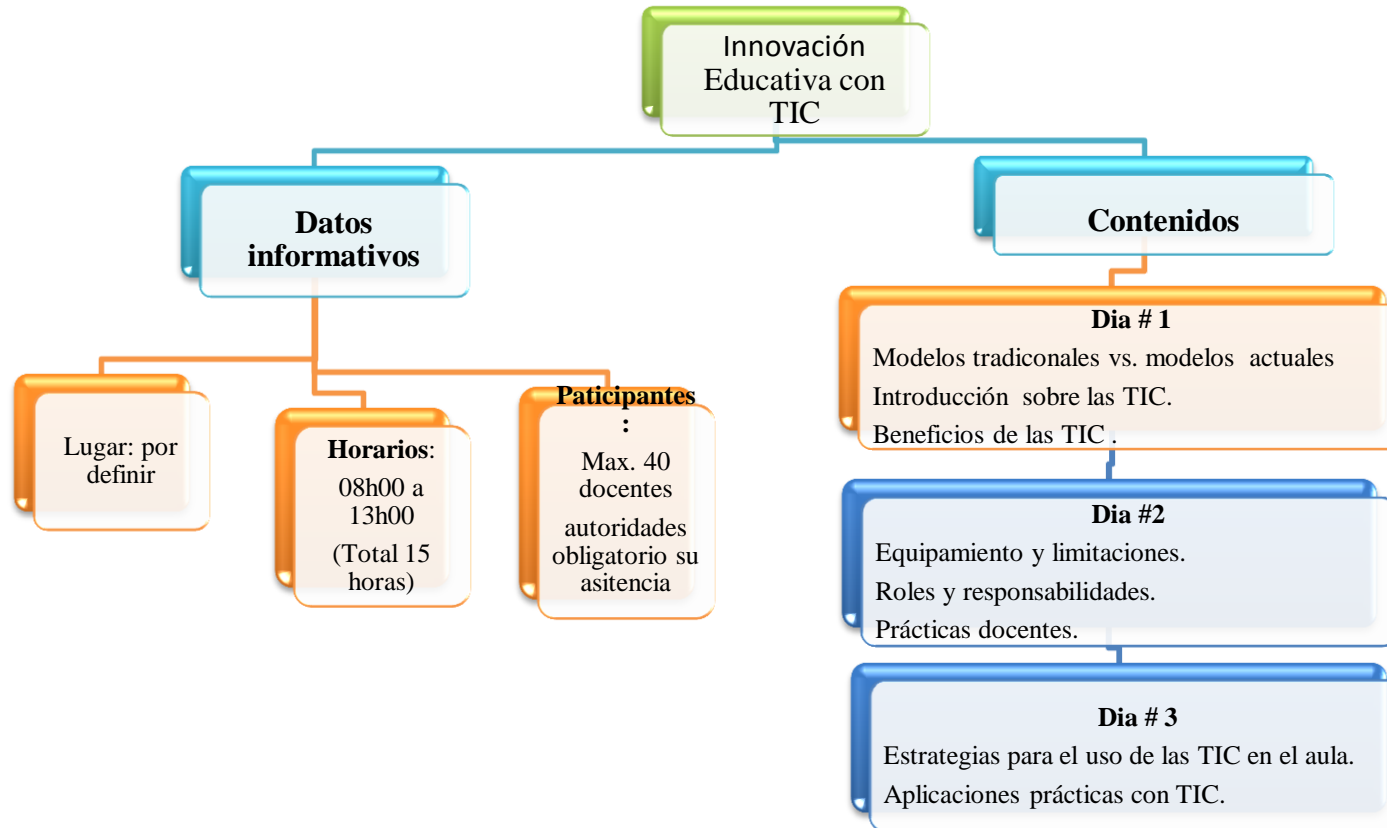 Innovación
Educativa con
TIC
Datos
informativos
Contenidos
Lugar: por
definir
Horarios:
08h00 a
13h00
(Total 15
horas)
Paticipantes
:
Max. 40
docentes
autoridades
obligatorio su
asitencia
Dia # 1
Modelos tradiconales vs. modelos actuales
Introducción sobre las TIC.
Beneficios de las TIC .
Dia #2
Equipamiento y limitaciones.
Roles y responsabilidades.
Prácticas docentes.
Dia # 3
Estrategias para el uso de las TIC en el aula.
Aplicaciones prácticas con TIC.